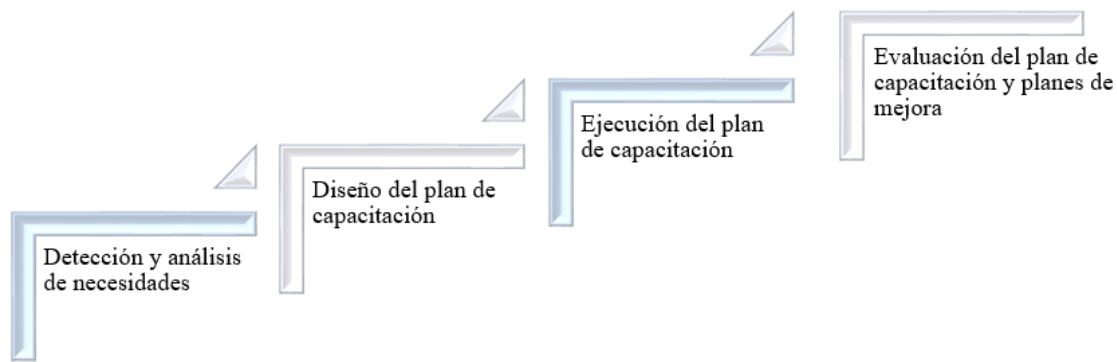 Detección y análisis
de necesidades
Diseño del plan de
capacitación
Ejecución del plan
de capacitación
Evaluación del plan de
capacitación y planes de
mejora